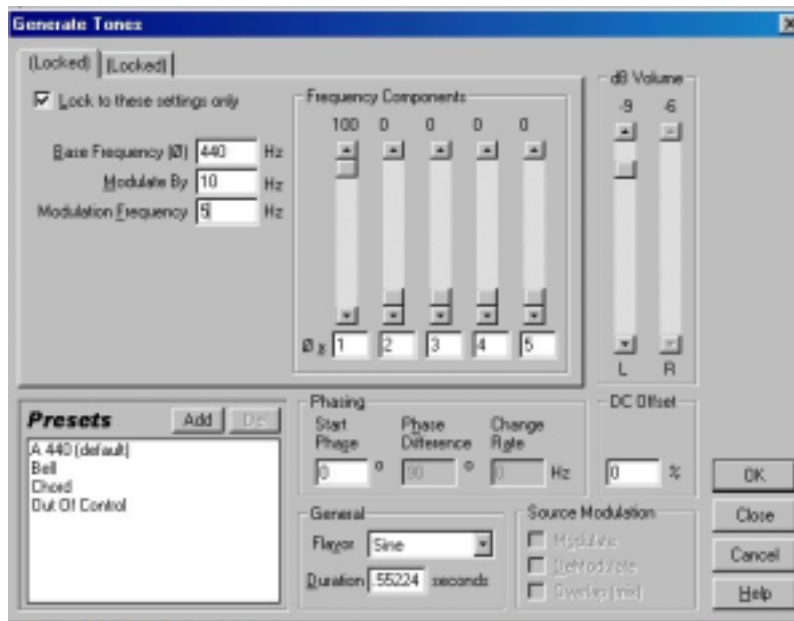 Generate Tones
(Locked) (Locked)
Lock to these settings only
Base Frequency (Ø) 440 Hz
Modulate By 10 Hz
Modulation Frequency 5 Hz
Frequency Components
100 0 0 0 0
Ø x 1 2 3 4 5
dB Volume
-9 -6
L R
Presets Add Del
A 440 (default)
Bell
Chord
Out Of Control
Phasing
Start Phase Phase Difference Change Rate
0 ° 90 ° 0 Hz
DC Offset
0 %
General
Flavor Sine
Duration .55224 seconds
Source Modulation
Modulate
DeModulate
Overlap (mix)
OK
Close
Cancel
Help